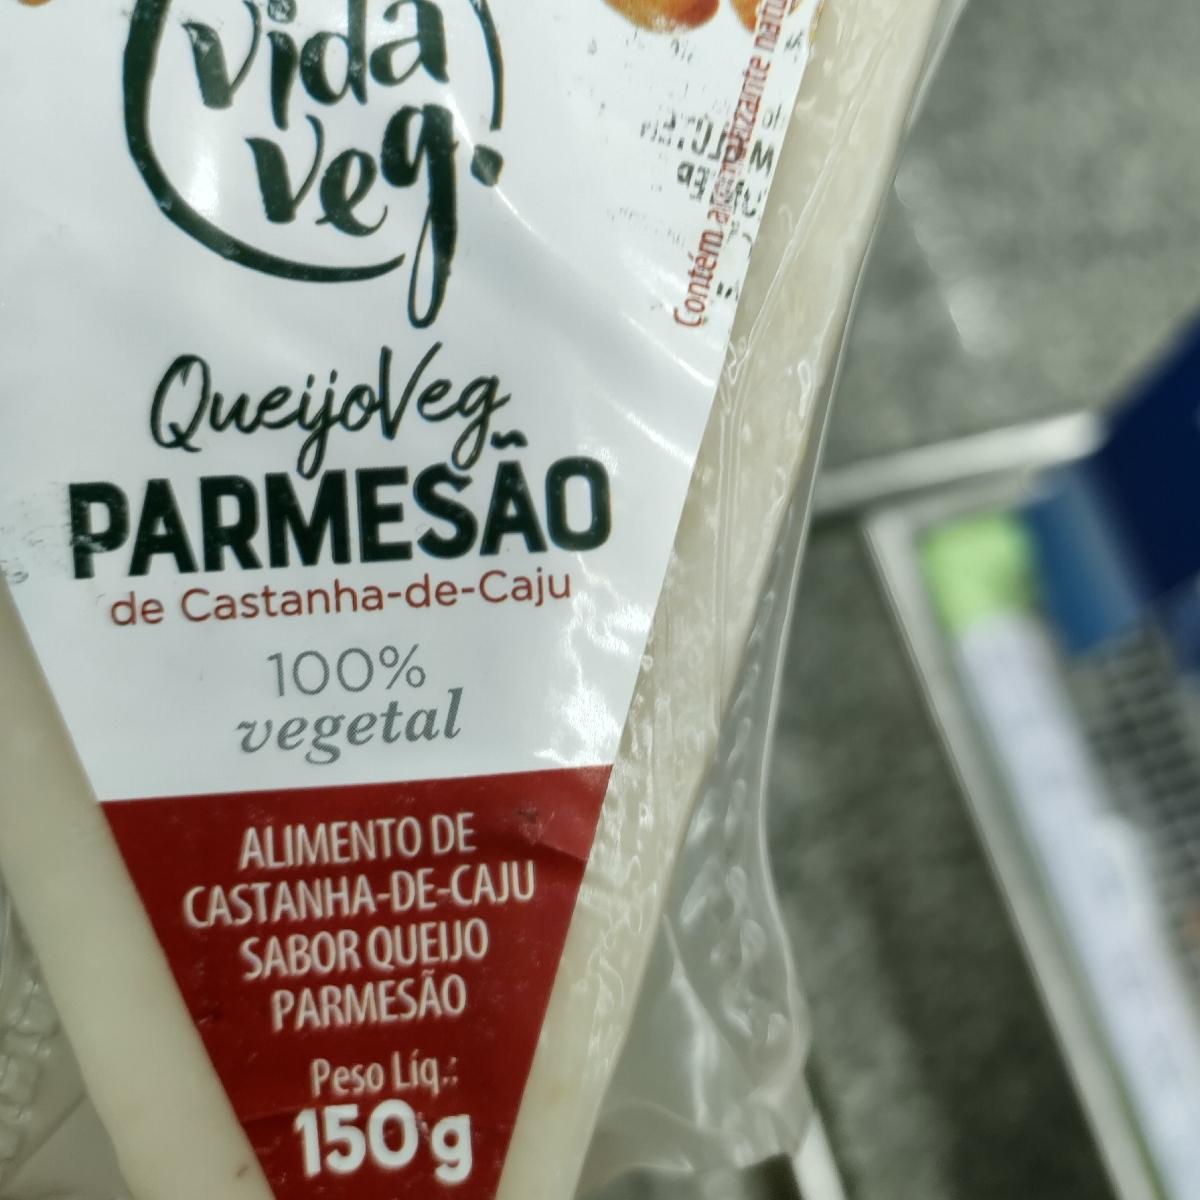 vida
veg.
QueijoVeg
PARMESÃO
de Castanha-de-Caju
100%
vegetal
ALIMENTO DE
CASTANHA-DE-CAJU
SABOR QUEIJO
PARMESÃO
Peso Líq.:
150g
Contém aromatizante